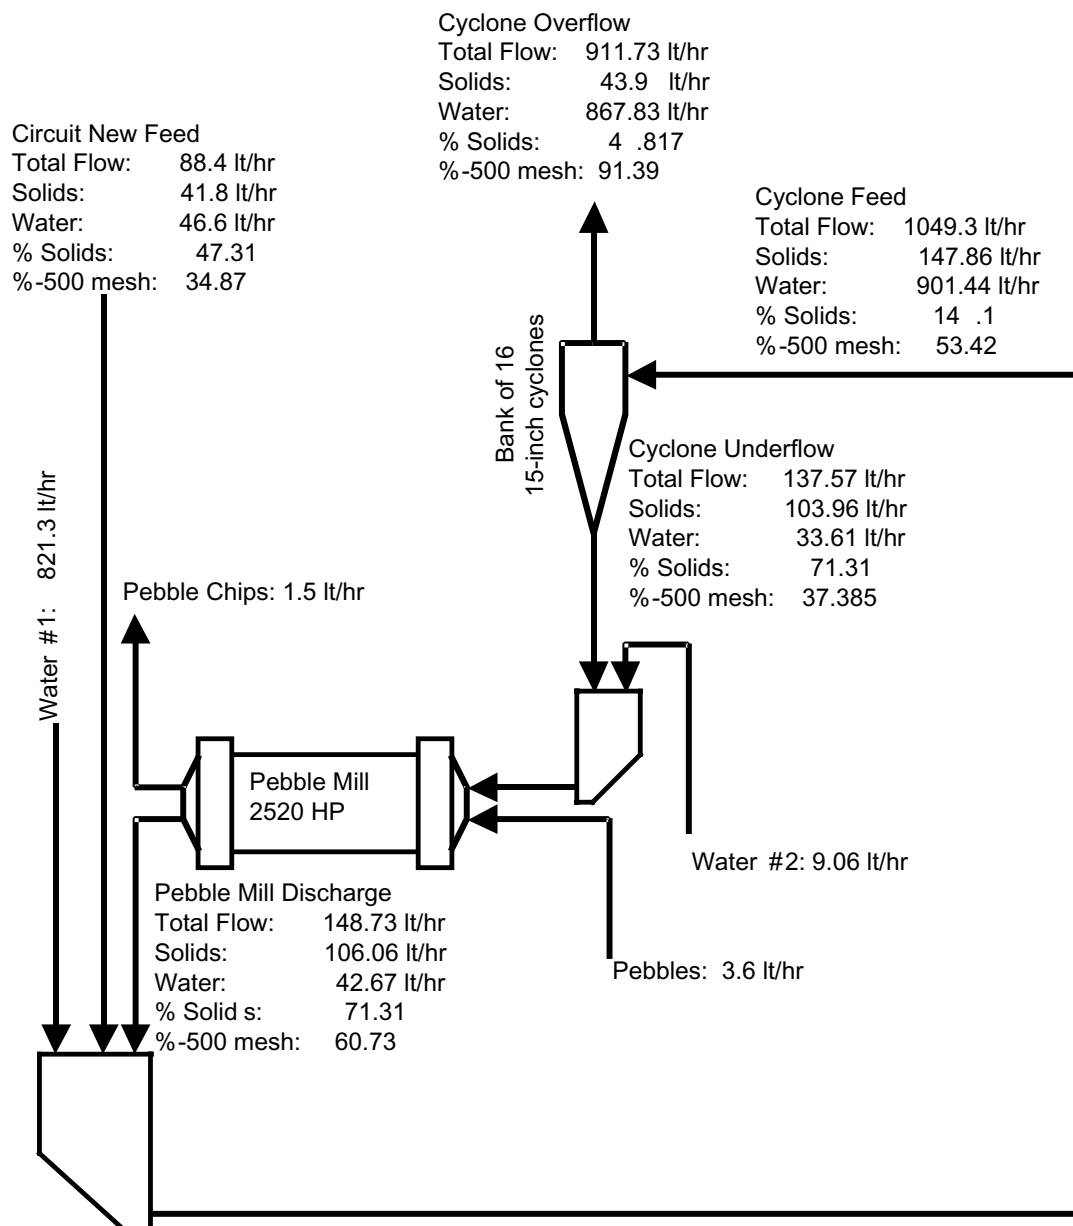 Cyclone Overflow
Total Flow: 911.73 lt/hr
Solids: 43.9 lt/hr
Water: 867.83 lt/hr
% Solids: 4 .817
%-500 mesh: 91.39
Circuit New Feed
Total Flow: 88.4 lt/hr
Solids: 41.8 lt/hr
Water: 46.6 lt/hr
% Solids: 47.31
%-500 mesh: 34.87
Cyclone Feed
Total Flow: 1049.3 lt/hr
Solids: 147.86 lt/hr
Water: 901.44 lt/hr
% Solids: 14 .1
%-500 mesh: 53.42
Bank of 16
15-inch cyclones
Cyclone Underflow
Total Flow: 137.57 lt/hr
Solids: 103.96 lt/hr
Water: 33.61 lt/hr
% Solids: 71.31
%-500 mesh: 37.385
Water #1: 821.3 lt/hr
Pebble Chips: 1.5 lt/hr
Pebble Mill
2520 HP
Water #2: 9.06 lt/hr
Pebble Mill Discharge
Total Flow: 148.73 lt/hr
Solids: 106.06 lt/hr
Water: 42.67 lt/hr
% Solid s: 71.31
%-500 mesh: 60.73
Pebbles: 3.6 lt/hr